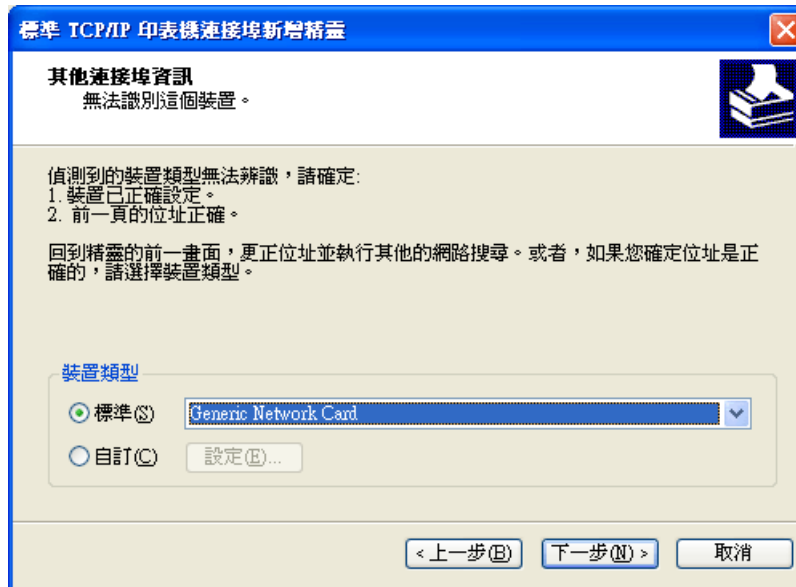 標準 TCP/IP 印表機連接埠新增精靈
其他連接埠資訊
無法識別這個裝置。
偵測到的裝置類型無法辨識，請確定:
1. 裝置已正確設定。
2. 前一頁的位址正確。
回到精靈的前一畫面，更正位址並執行其他的網路搜尋。或者，如果您確定位址是正
確的，請選擇裝置類型。
裝置類型
標準(S) Generic Network Card
自訂(C) 設定(E)...
<上一步(B) 下一步(N)> 取消